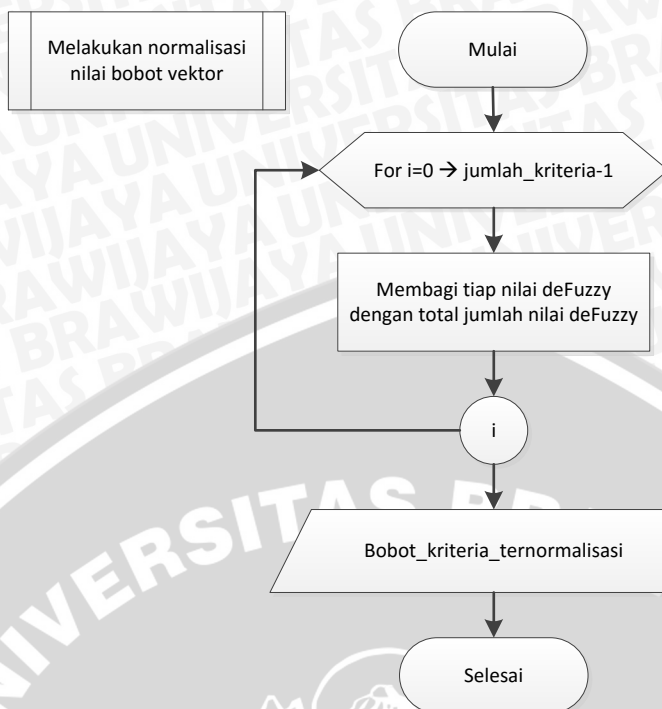 Melakukan normalisasi
nilai bobot vektor
Mulai
For i=0 → jumlah_kriteria-1
Membagi tiap nilai deFuzzy
dengan total jumlah nilai deFuzzy
i
Bobot_kriteria_ternormalisasi
Selesai